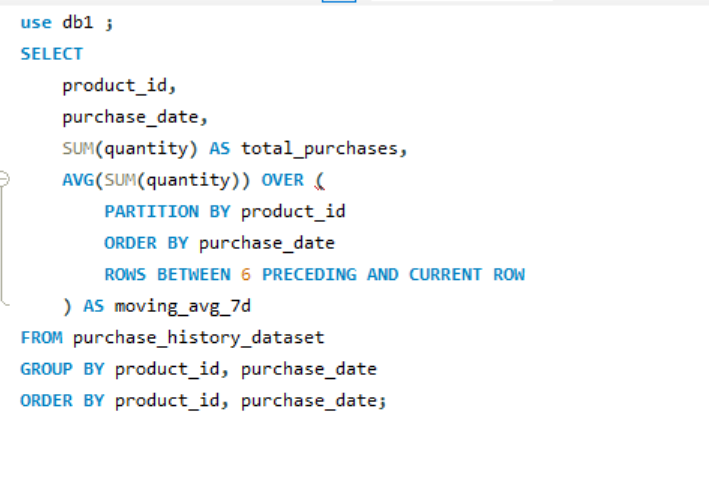 use db1 ;
SELECT
    product_id,
    purchase_date,
    SUM(quantity) AS total_purchases,
    AVG(SUM(quantity)) OVER (
        PARTITION BY product_id
        ORDER BY purchase_date
        ROWS BETWEEN 6 PRECEDING AND CURRENT ROW
    ) AS moving_avg_7d
FROM purchase_history_dataset
GROUP BY product_id, purchase_date
ORDER BY product_id, purchase_date;